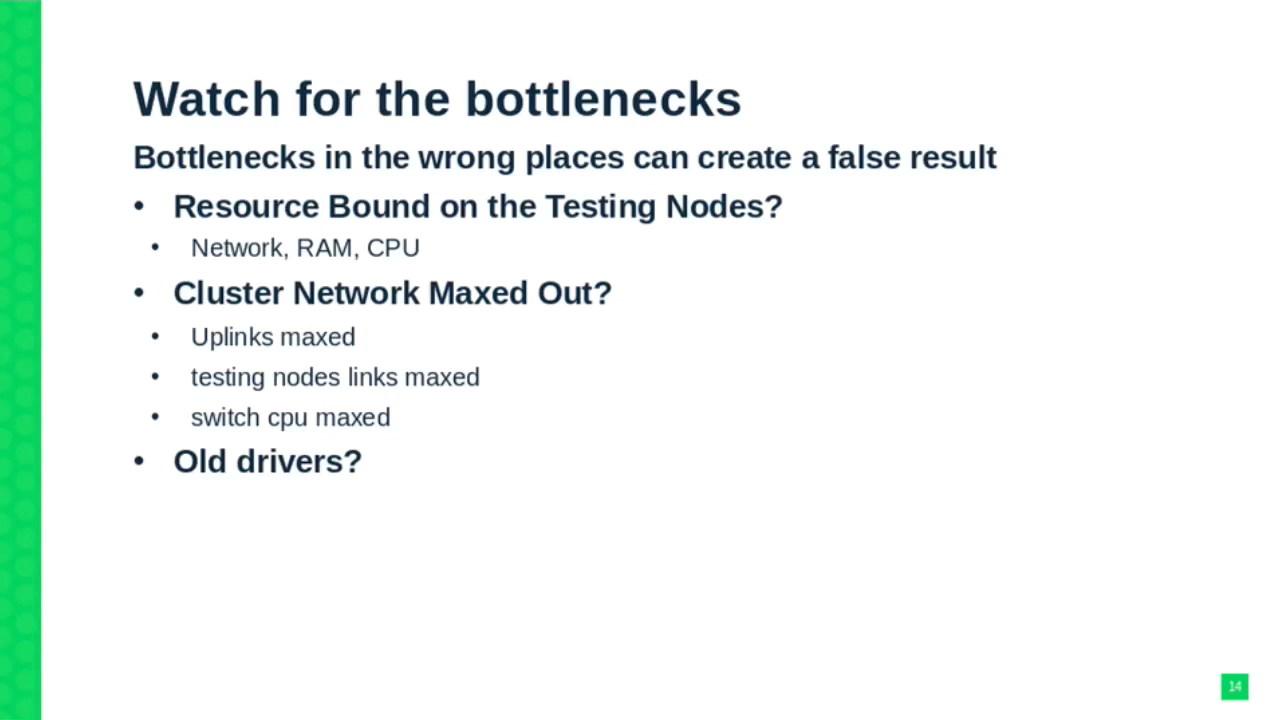 Watch for the bottlenecks
Bottlenecks in the wrong places can create a false result
• Resource Bound on the Testing Nodes?
• Network, RAM, CPU
• Cluster Network Maxed Out?
• Uplinks maxed
• testing nodes links maxed
• switch cpu maxed
• Old drivers?
14